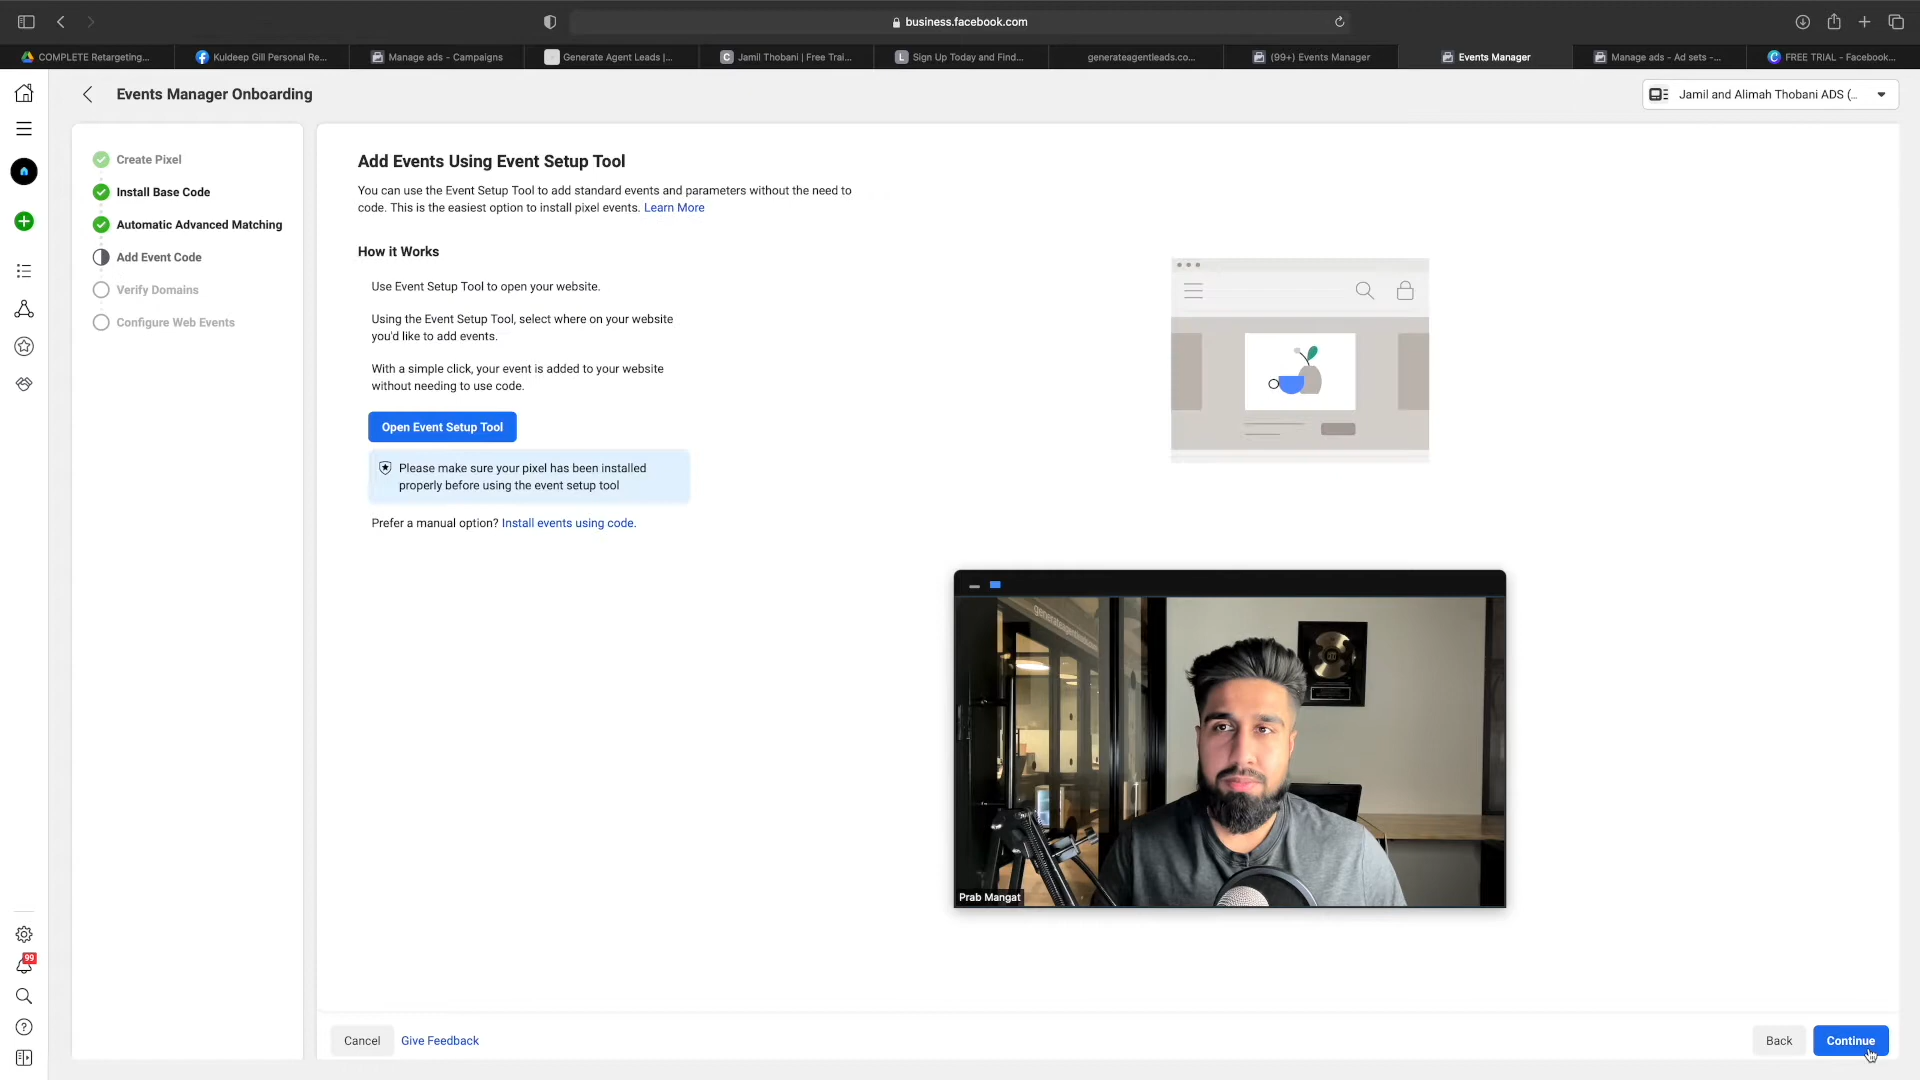 business.facebook.com
COMPLETE Retargeting...
Kuldeep Gill Personal Re...
Manage ads - Campaigns
Generate Agent Leads |...
Jamil Thobani | Free Trai...
Sign Up Today and Find...
generateagentleads.co...
(99+) Events Manager
Events Manager
Manage ads - Ad sets -...
FREE TRIAL - Facebook...
Events Manager Onboarding
Jamil and Alimah Thobani ADS (...
Create Pixel
Install Base Code
Automatic Advanced Matching
Add Event Code
Verify Domains
Configure Web Events
Add Events Using Event Setup Tool
You can use the Event Setup Tool to add standard events and parameters without the need to
code. This is the easiest option to install pixel events. Learn More
How it Works
Use Event Setup Tool to open your website.
Using the Event Setup Tool, select where on your website
you'd like to add events.
With a simple click, your event is added to your website
without needing to use code.
Open Event Setup Tool
Please make sure your pixel has been installed
properly before using the event setup tool
Prefer a manual option? Install events using code.
Prab Mangat
99
Cancel
Give Feedback
Back
Continue